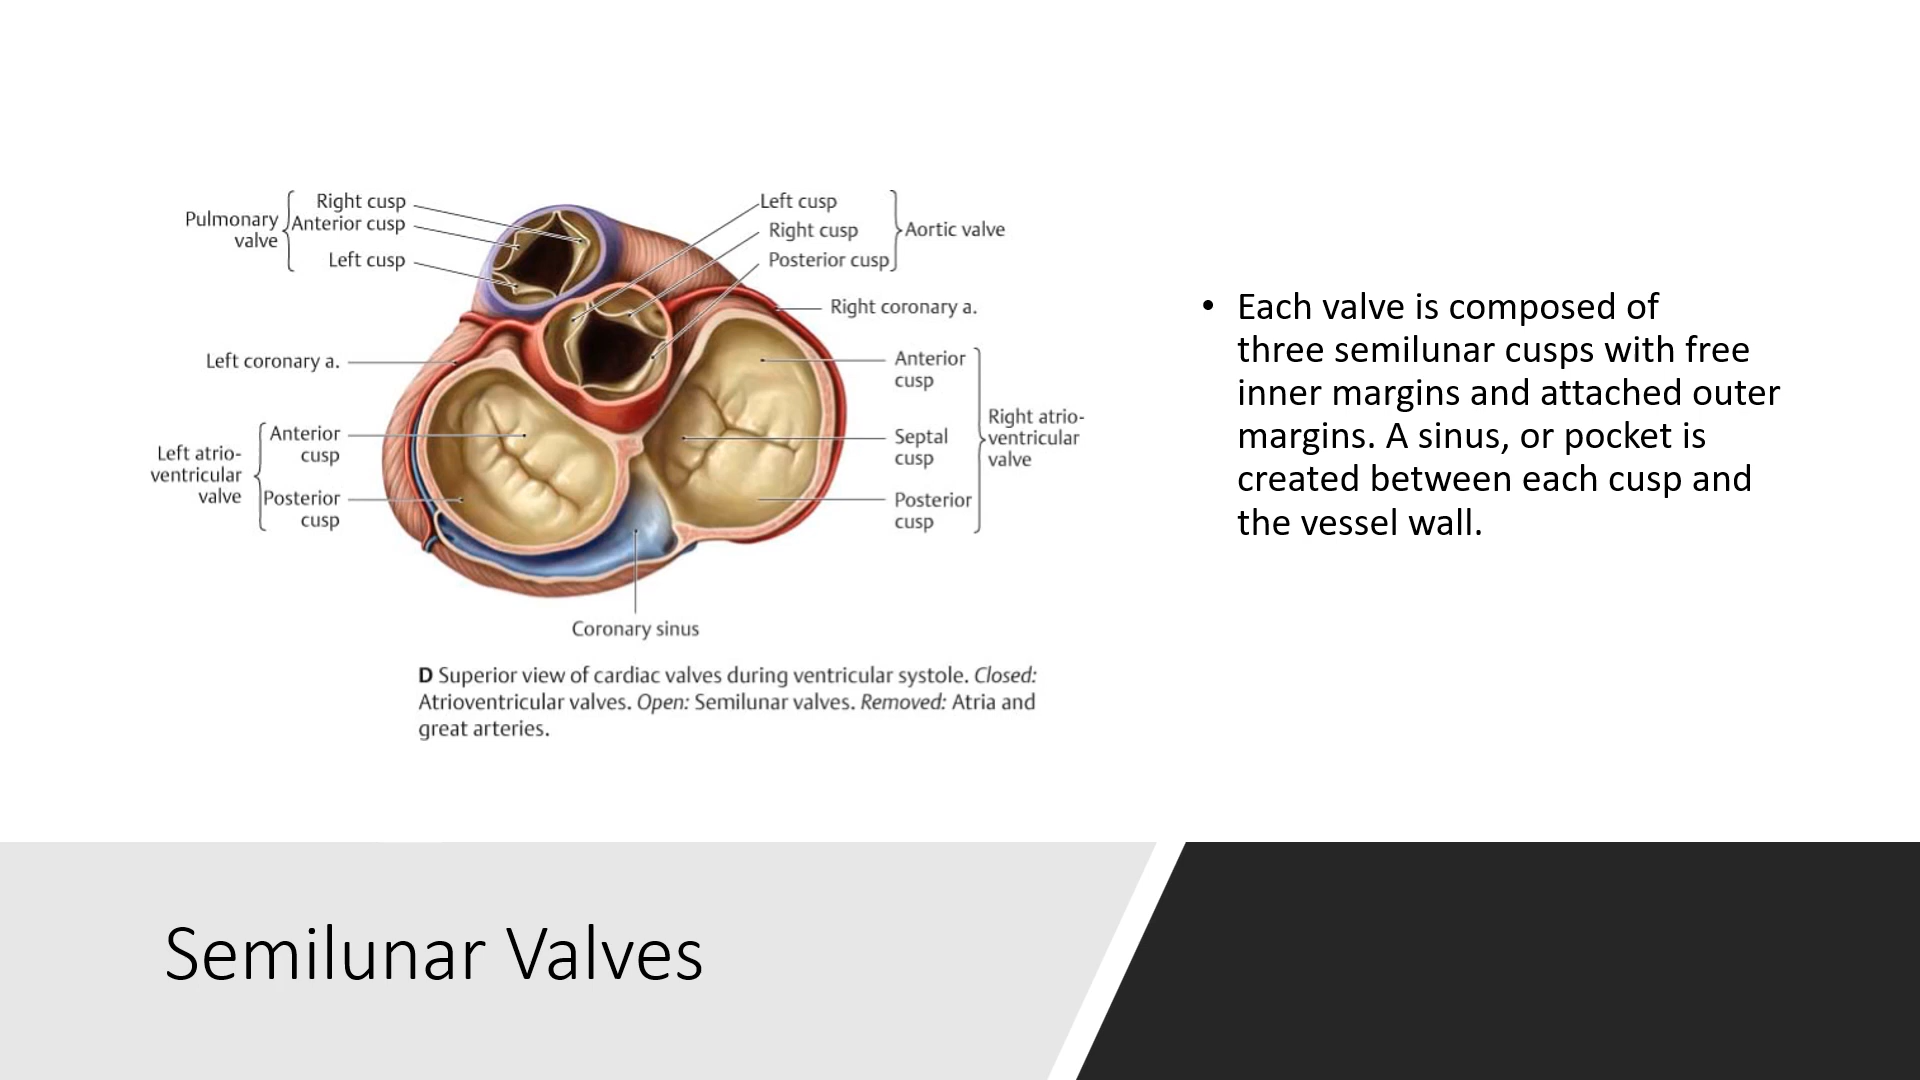 Pulmonary valve
Right cusp
Anterior cusp
Left cusp
Left cusp
Right cusp
Posterior cusp
Aortic valve
Right coronary a.
Left coronary a.
Left atrio-
ventricular
valve
Anterior
cusp
Posterior
cusp
Anterior
cusp
Septal
cusp
Posterior
cusp
Right atrio-
ventricular
valve
Coronary sinus
D Superior view of cardiac valves during ventricular systole. Closed:
Atrioventricular valves. Open: Semilunar valves. Removed: Atria and
great arteries.
• Each valve is composed of
three semilunar cusps with free
inner margins and attached outer
margins. A sinus, or pocket is
created between each cusp and
the vessel wall.
Semilunar Valves